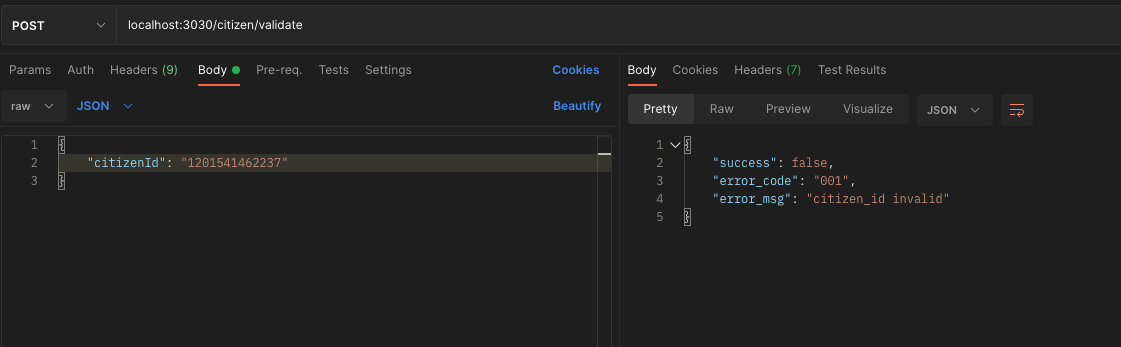 POST localhost:3030/citizen/validate
Params Auth Headers (9) Body Pre-req. Tests Settings Cookies
raw JSON Beautify
1 {
2 "citizenId": "1201541462237"
3 }
Body Cookies Headers (7) Test Results
Pretty Raw Preview Visualize JSON
1 {
2 "success": false,
3 "error_code": "001",
4 "error_msg": "citizen_id invalid"
5 }